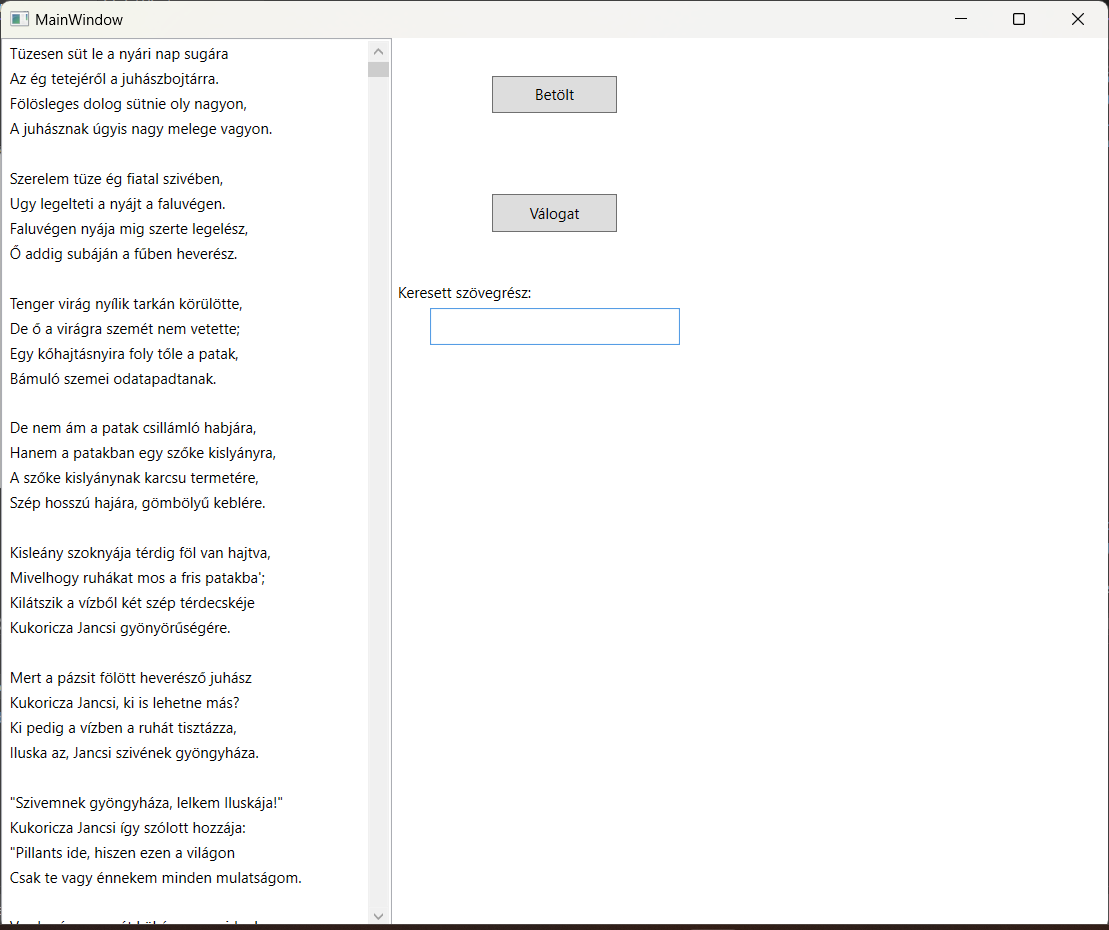 MainWindow
Tüzesen süt le a nyári nap sugára
Az ég tetejéről a juhászbojtárra.
Fölösleges dolog sütnie oly nagyon,
A juhásznak úgyis nagy melege vagyon.
Szerelem tüze ég fiatal szivében,
Ugy legelteti a nyájt a faluvégen.
Faluvégen nyája mig szerte legelész,
Ő addig subáján a fűben heverész.
Tenger virág nyílik tarkán körülötte,
De ő a virágra szemét nem vetette;
Egy kőhajtásnyira foly tőle a patak,
Bámuló szemei odatapadtanak.
De nem ám a patak csillámló habjára,
Hanem a patakban egy szőke kislyányra,
A szőke kislyánynak karcsu termetére,
Szép hosszú hajára, gömbölyű keblére.
Kisleány szoknyája térdig föl van hajtva,
Mivelhogy ruhákat mos a fris patakba';
Kilátszik a vízből két szép térdecskéje
Kukoricza Jancsi gyönyörűségére.
Mert a pázsit fölött heverésző juhász
Kukoricza Jancsi, ki is lehetne más?
Ki pedig a vízben a ruhát tisztázza,
Iluska az, Jancsi szivének gyöngyháza.
"Szivemnek gyöngyháza, lelkem Iluskája!"
Kukoricza Jancsi így szólott hozzája:
"Pillants ide, hiszen ezen a világon
Csak te vagy énnekem minden mulatságom.
Betölt
Válogat
Keresett szövegrész: